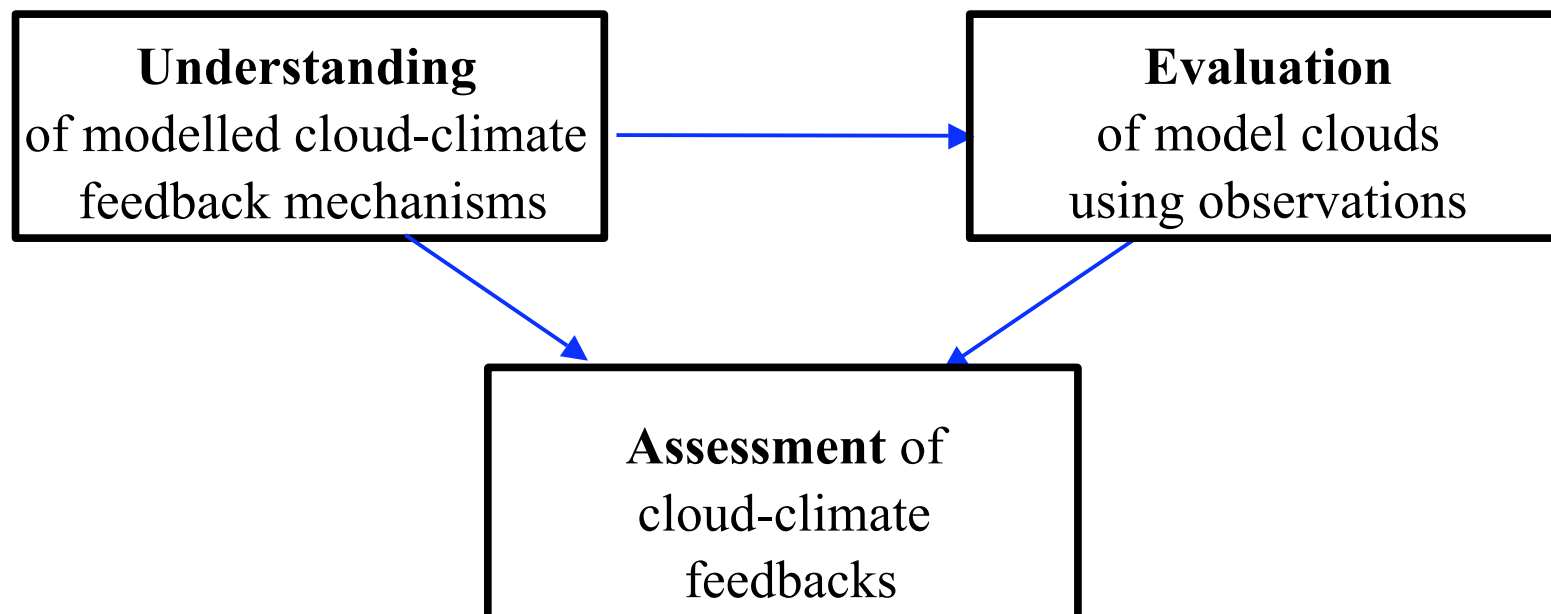 Understanding
of modelled cloud-climate
feedback mechanisms
Evaluation
of model clouds
using observations
Assessment of
cloud-climate
feedbacks